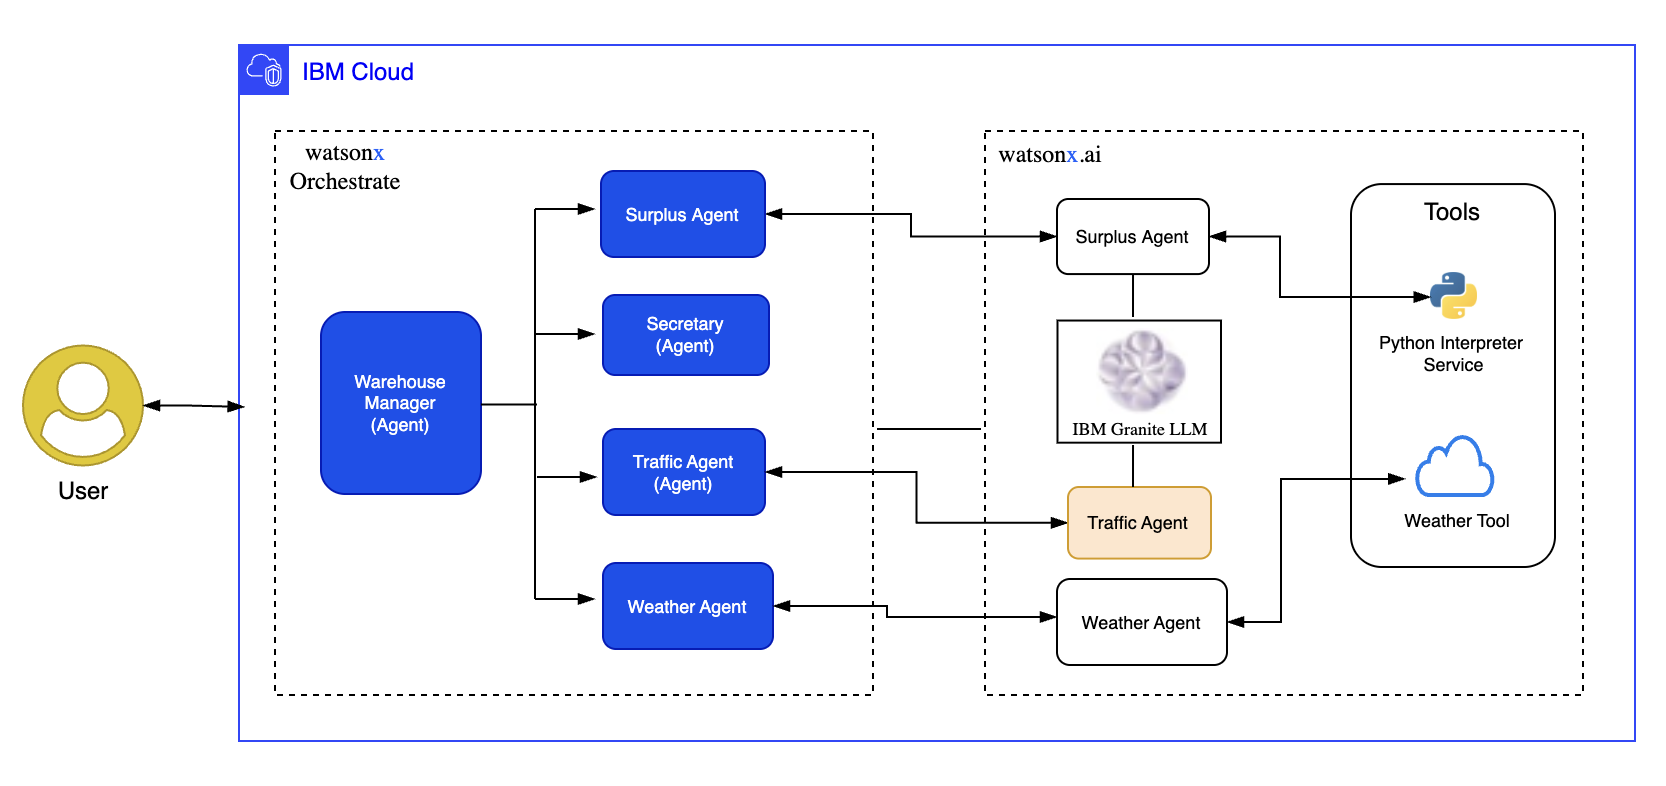 IBM Cloud
watsonx
Orchestrate
Surplus Agent
Secretary
(Agent)
Warehouse
Manager
(Agent)
Traffic Agent
(Agent)
Weather Agent
User
watsonx.ai
Surplus Agent
IBM Granite LLM
Traffic Agent
Weather Agent
Tools
Python Interpreter
Service
Weather Tool